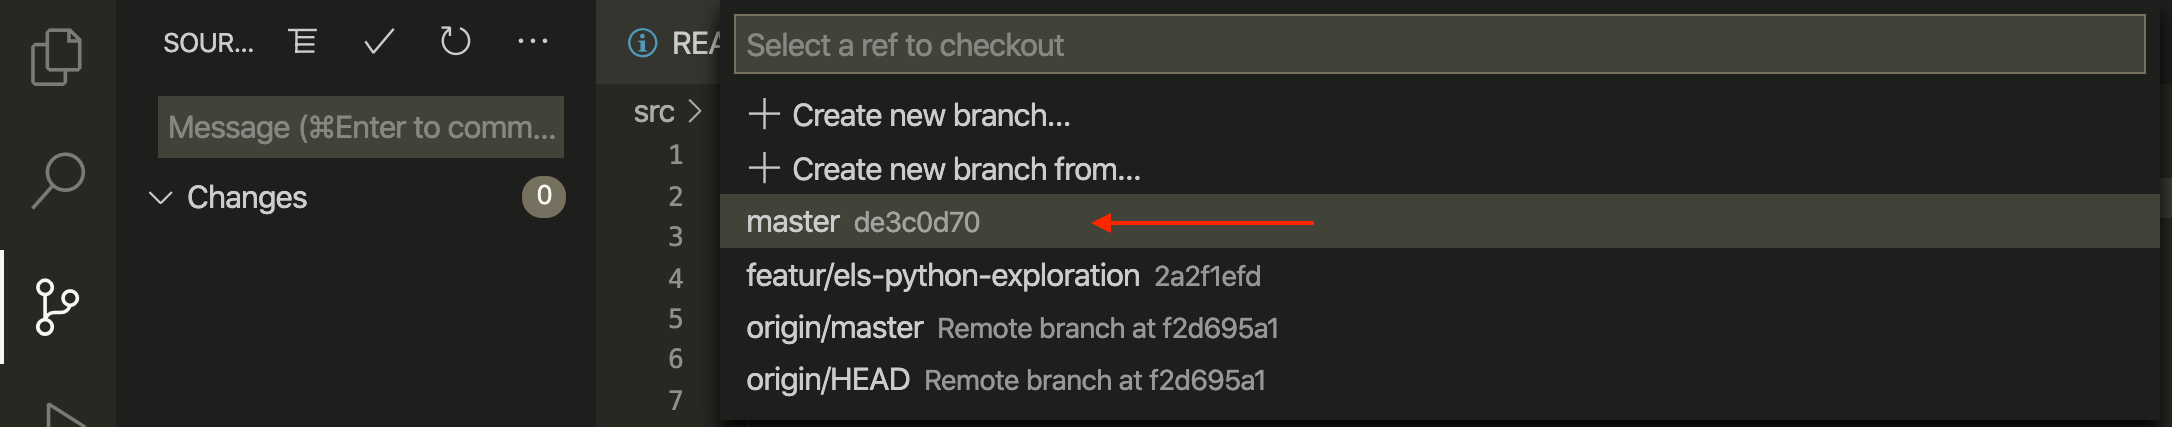 SOUR...
Message (⌘Enter to comm...
Changes
0
REA
src
1
2
3
4
5
6
7
Select a ref to checkout
Create new branch...
Create new branch from...
master de3c0d70
featur/els-python-exploration 2a2f1efd
origin/master Remote branch at f2d695a1
origin/HEAD Remote branch at f2d695a1